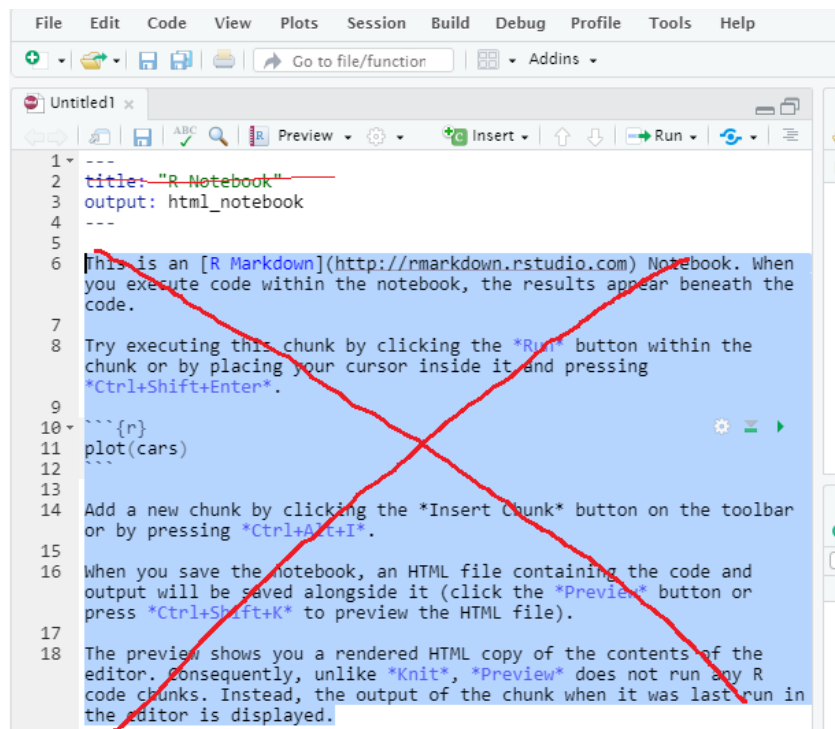 File Edit Code View Plots Session Build Debug Profile Tools Help
Go to file/function Addins
Untitled1
ABC R Preview Insert Run
1 ---
2 title: "R Notebook"
3 output: html_notebook
4 ---
5
6 This is an [R Markdown](http://rmarkdown.rstudio.com) Notebook. When
you execute code within the notebook, the results appear beneath the
code.
7
8 Try executing this chunk by clicking the *Run* button within the
chunk or by placing your cursor inside it and pressing
*Ctrl+Shift+Enter*.
9
10 ```{r}
11 plot(cars)
12 ```
13
14 Add a new chunk by clicking the *Insert Chunk* button on the toolbar
or by pressing *Ctrl+Alt+I*.
15
16 When you save the notebook, an HTML file containing the code and
output will be saved alongside it (click the *Preview* button or
press *Ctrl+Shift+K* to preview the HTML file).
17
18 The preview shows you a rendered HTML copy of the contents of the
editor. Consequently, unlike *Knit*, *Preview* does not run any R
code chunks. Instead, the output of the chunk when it was last run in
the editor is displayed.